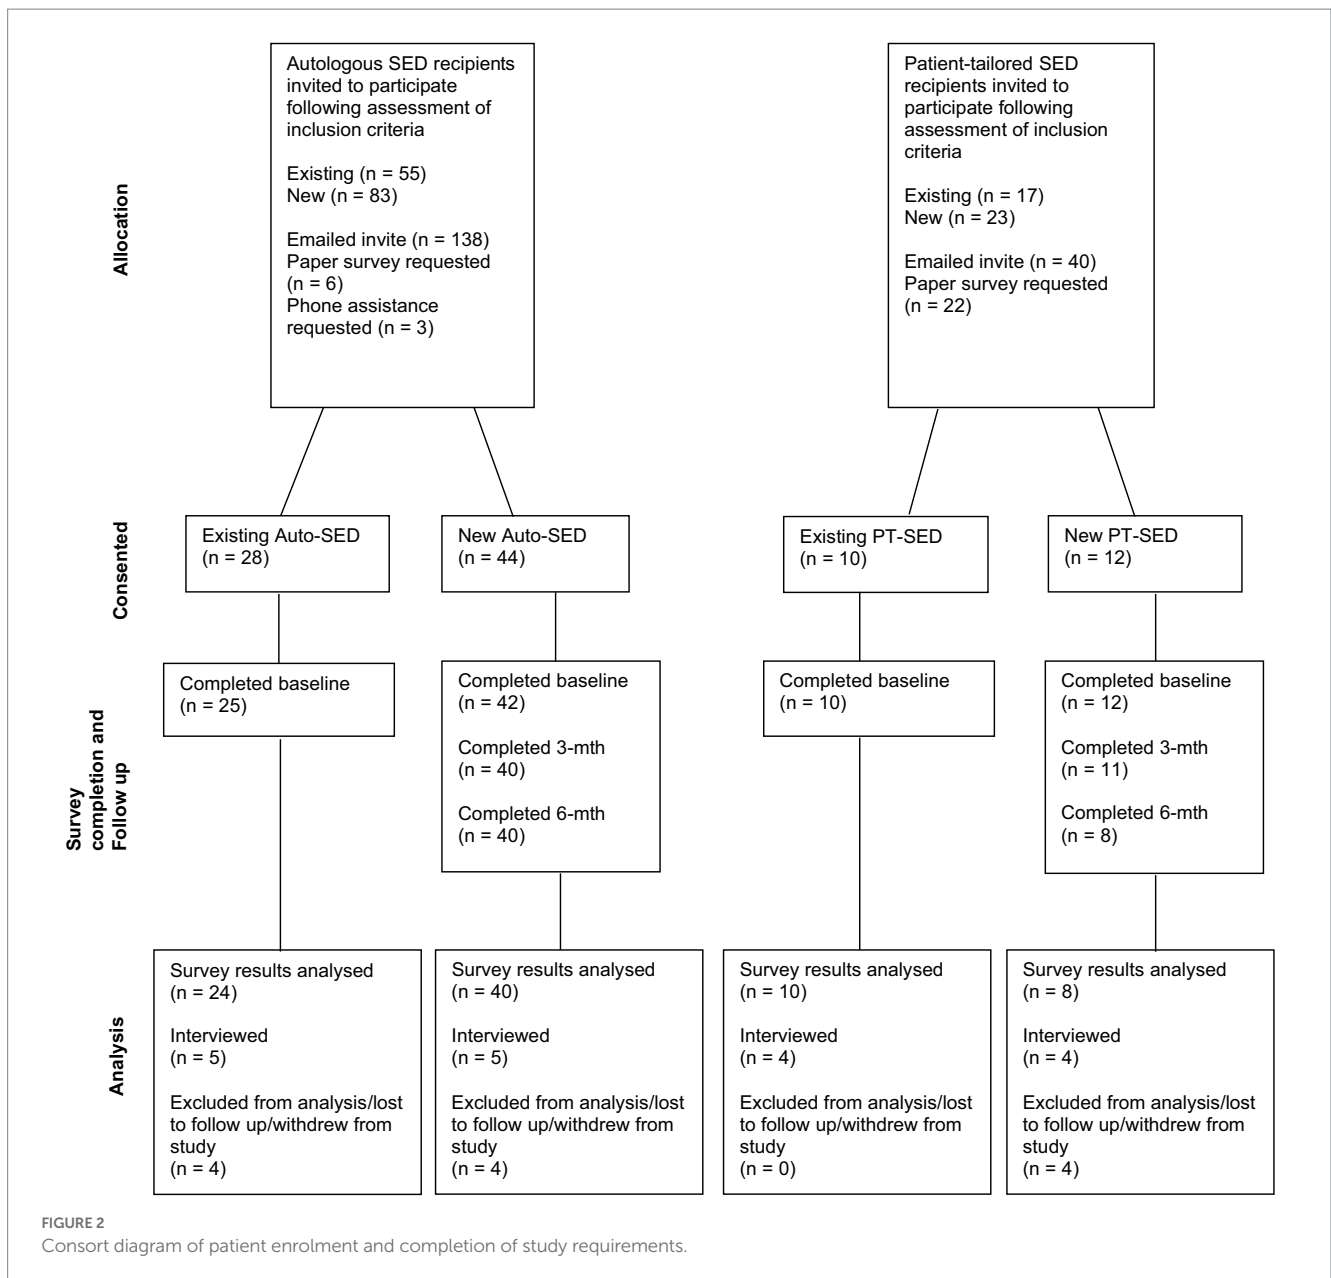 Allocation
Autologous SED recipients
invited to participate
following assessment of
inclusion criteria
Existing (n = 55)
New (n = 83)
Emailed invite (n = 138)
Paper survey requested
(n = 6)
Phone assistance
requested (n = 3)
Patient-tailored SED
recipients invited to
participate following
assessment of inclusion
criteria
Existing (n = 17)
New (n = 23)
Emailed invite (n = 40)
Paper survey requested
(n = 22)
Consented
Existing Auto-SED
(n = 28)
New Auto-SED
(n = 44)
Existing PT-SED
(n = 10)
New PT-SED
(n = 12)
Survey
completion and
Follow up
Completed baseline
(n = 25)
Completed baseline
(n = 42)
Completed 3-mth
(n = 40)
Completed 6-mth
(n = 40)
Completed baseline
(n = 10)
Completed baseline
(n = 12)
Completed 3-mth
(n = 11)
Completed 6-mth
(n = 8)
Analysis
Survey results analysed
(n = 24)
Interviewed
(n = 5)
Excluded from analysis/lost
to follow up/withdrew from
study
(n = 4)
Survey results analysed
(n = 40)
Interviewed
(n = 5)
Excluded from analysis/lost
to follow up/withdrew from
study
(n = 4)
Survey results analysed
(n = 10)
Interviewed
(n = 4)
Excluded from analysis/lost
to follow up/withdrew from
study
(n = 0)
Survey results analysed
(n = 8)
Interviewed
(n = 4)
Excluded from analysis/lost
to follow up/withdrew from
study
(n = 4)
FIGURE 2
Consort diagram of patient enrolment and completion of study requirements.